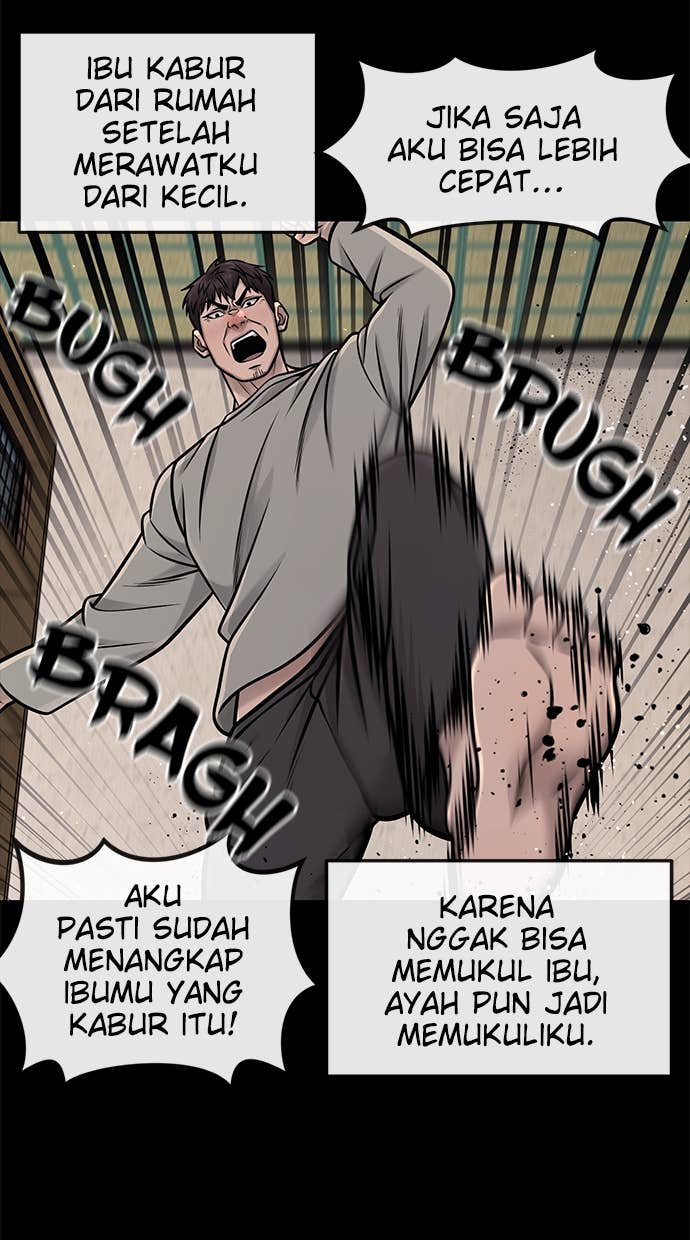 IBU KABUR
DARI RUMAH
SETELAH
MERAWATKU
DARI KECIL.
JIKA SAJA
AKU BISA LEBIH
CEPAT...
BUGH
BRUGH
BRAGH
AKU
PASTI SUDAH
MENANGKAP
IBUMU YANG
KABUR ITU!
KARENA
NGGAK BISA
MEMUKUL IBU,
AYAH PUN JADI
MEMUKULIKU.